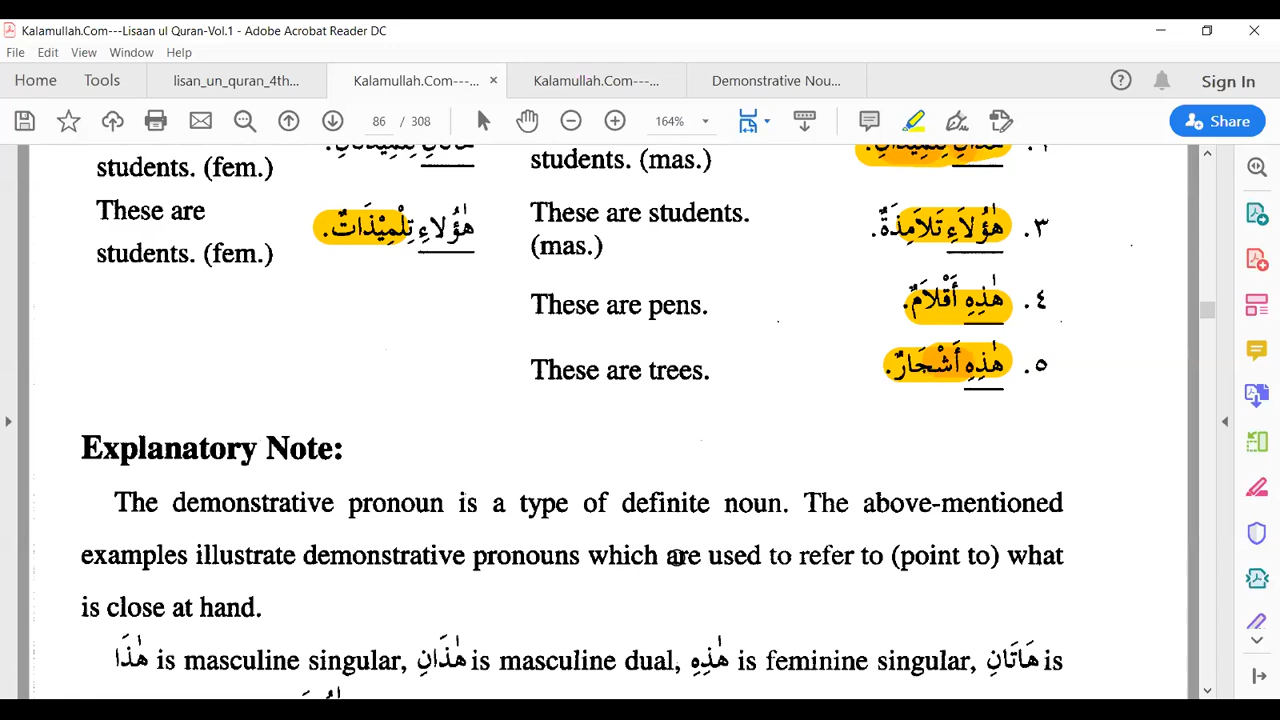 Kalamullah.Com---Lisaan ul Quran-Vol.1 - Adobe Acrobat Reader DC
File Edit View Window Help
Home Tools lisan_un_quran_4th... Kalamullah.Com---... × Kalamullah.Com---... Demonstrative Nou... Sign In
86 / 308 164% Share
students. (fem.)
students. (mas.)
These are
students. (fem.)
هٰؤُلاءِ تِلْمِيْذَاتٌ.
These are students.
(mas.)
٣. هٰؤُلَاءِ تَلَامِذَةٌ.
These are pens.
٤. هٰذِهِ أَقْلَامٌ.
These are trees.
٥. هٰذِهِ أَشْجَارٌ.
Explanatory Note:
The demonstrative pronoun is a type of definite noun. The above-mentioned
examples illustrate demonstrative pronouns which are used to refer to (point to) what
is close at hand.
هٰذَا is masculine singular, هٰذَانِ is masculine dual, هٰذِهِ is feminine singular, هَاتَانِ is